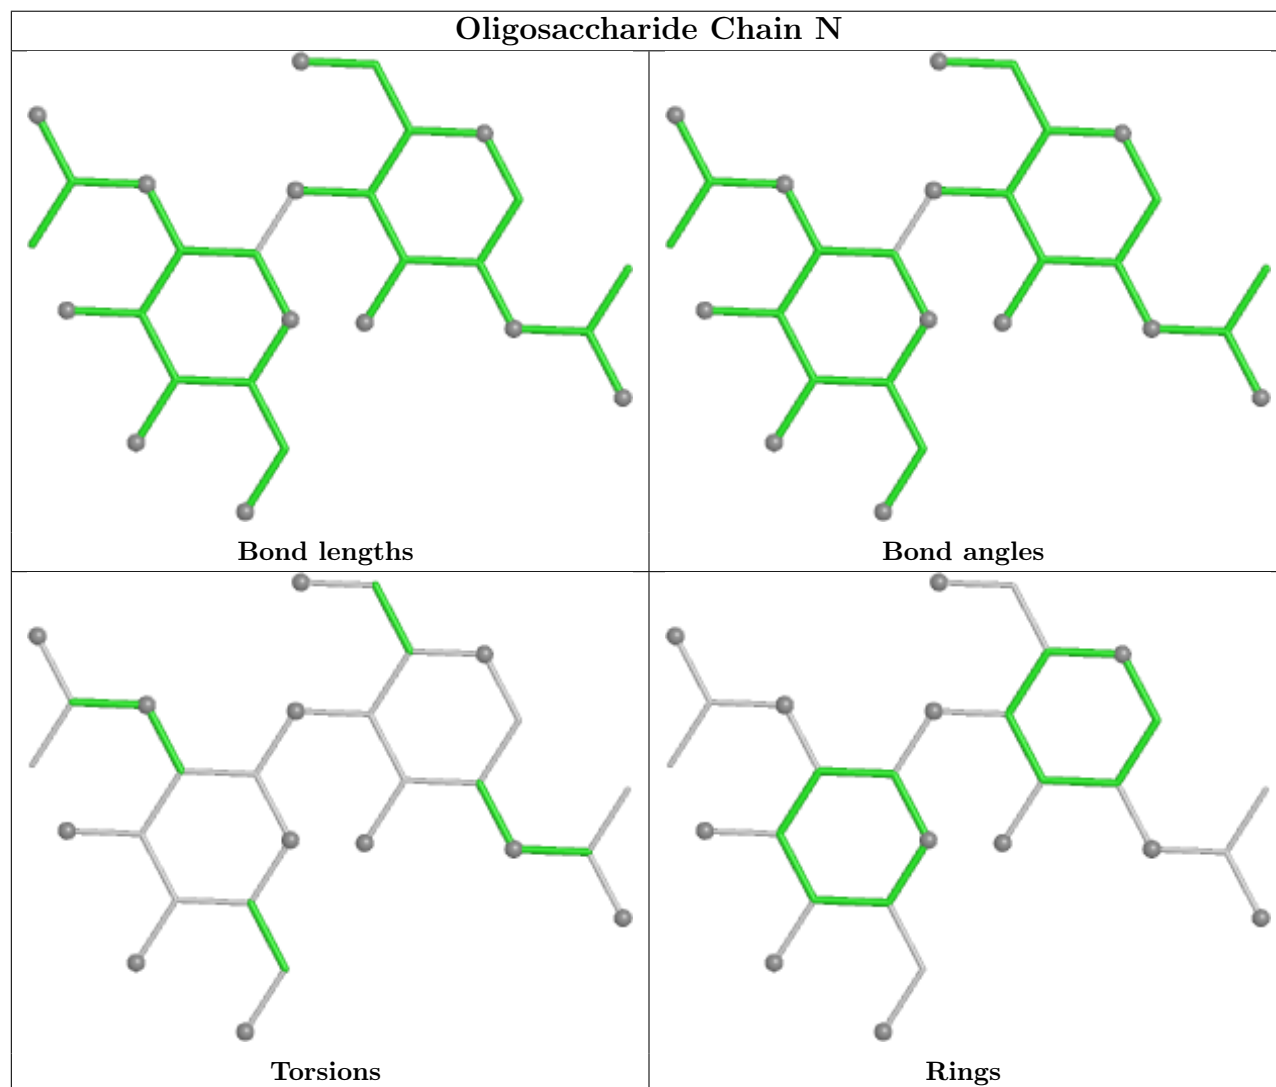 Oligosaccharide Chain N
Bond lengths
Bond angles
Torsions
Rings